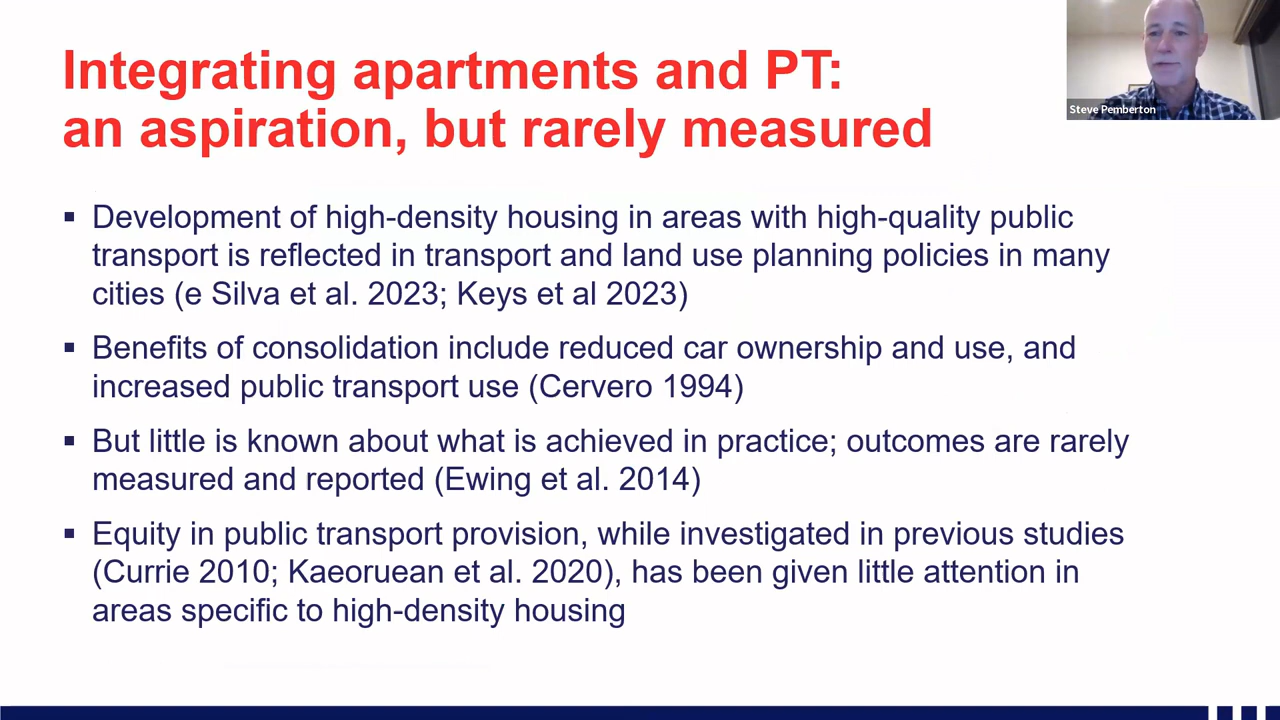 Integrating apartments and PT:
an aspiration, but rarely measured
Steve Pemberton
▪ Development of high-density housing in areas with high-quality public
transport is reflected in transport and land use planning policies in many
cities (e Silva et al. 2023; Keys et al 2023)
▪ Benefits of consolidation include reduced car ownership and use, and
increased public transport use (Cervero 1994)
▪ But little is known about what is achieved in practice; outcomes are rarely
measured and reported (Ewing et al. 2014)
▪ Equity in public transport provision, while investigated in previous studies
(Currie 2010; Kaeoruean et al. 2020), has been given little attention in
areas specific to high-density housing